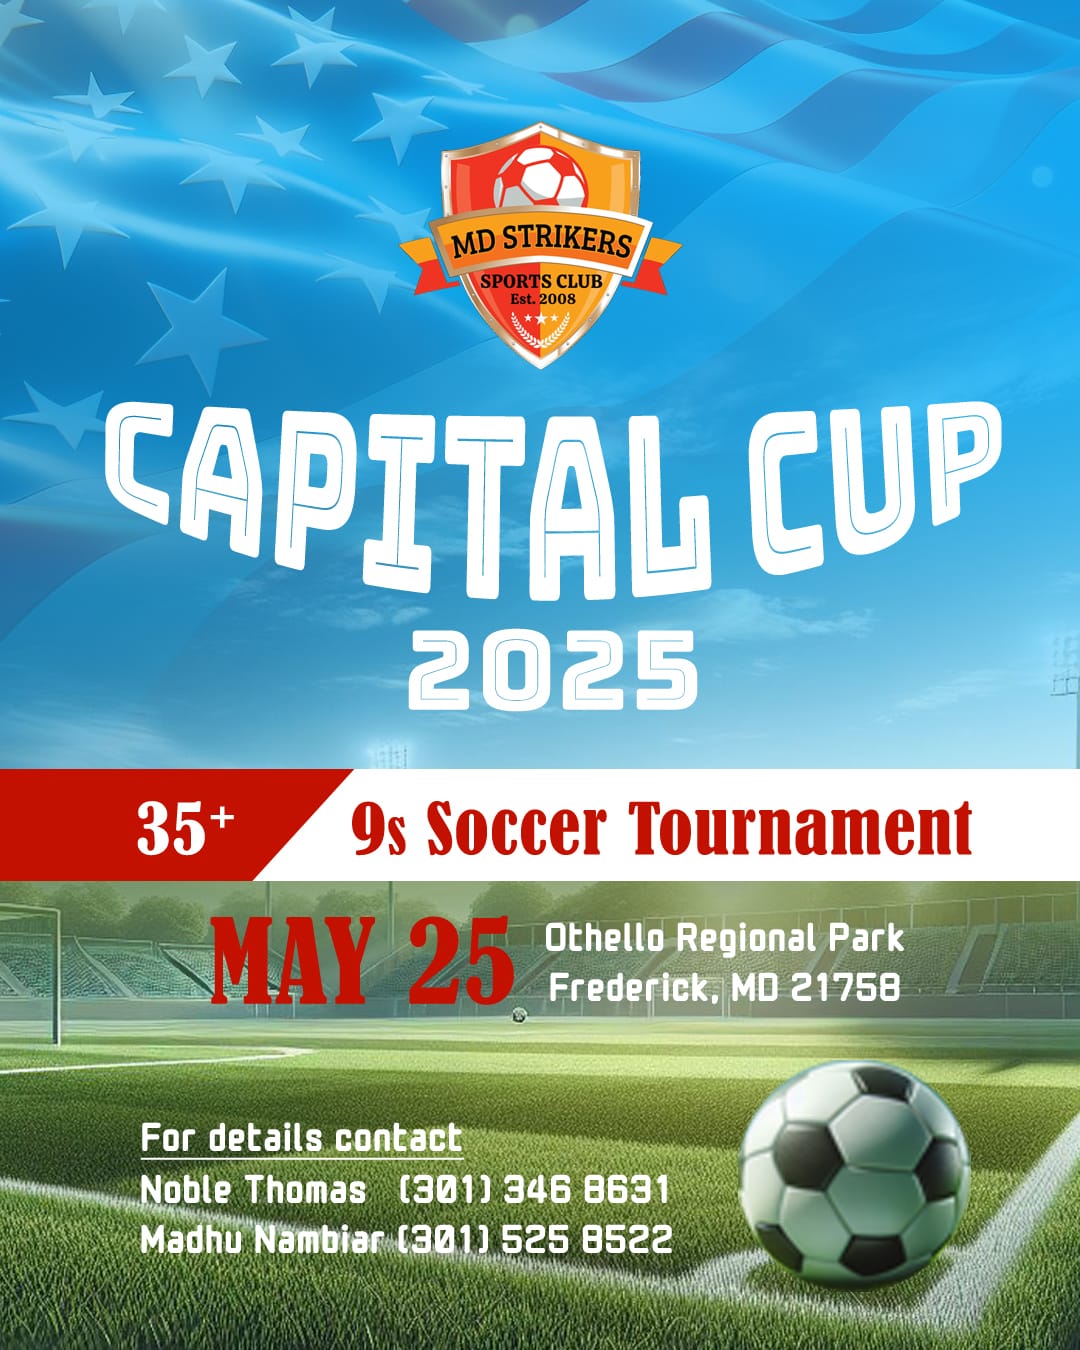 MD STRIKERS
SPORTS CLUB
Est. 2008
CAPITAL CUP
2025
35+ 9s Soccer Tournament
MAY 25
Othello Regional Park
Frederick, MD 21758
For details contact
Noble Thomas (301) 346 8631
Madhu Nambiar (301) 525 8522